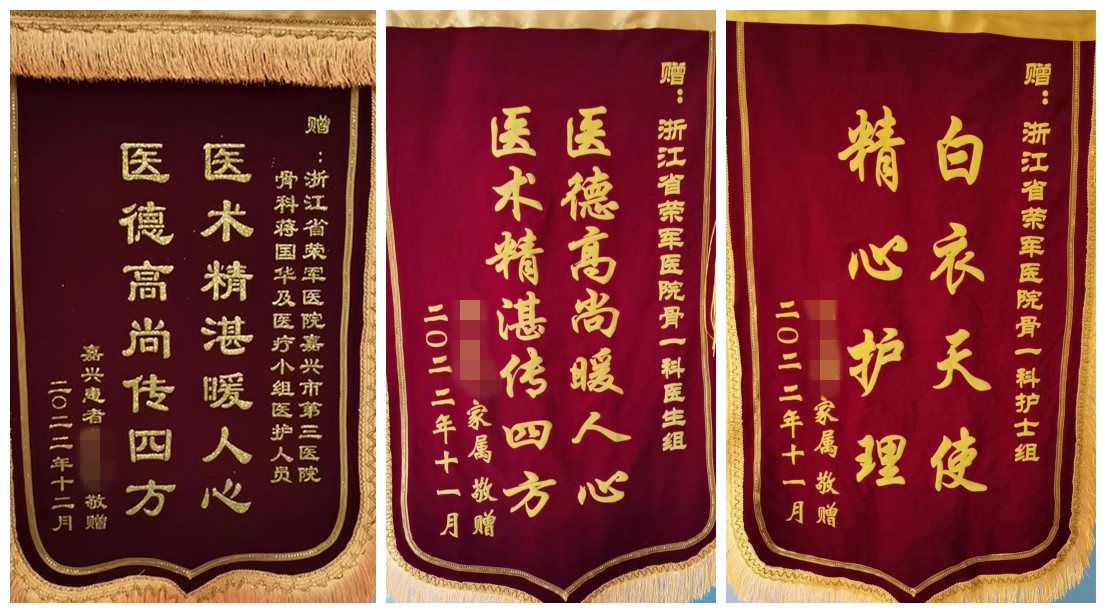 赠：浙江省荣军医院嘉兴市第三医院
骨科蒋国华及医疗小组医护人员
医术精湛暖人心
医德高尚传四方
嘉兴患者 敬赠
二〇二二年十二月
赠：浙江省荣军医院骨一科医生组
医德高尚暖人心
医术精湛传四方
家属 敬赠
二〇二二年十一月
赠：浙江省荣军医院骨一科护士组
白衣天使
精心护理
家属 敬赠
二〇二二年十一月